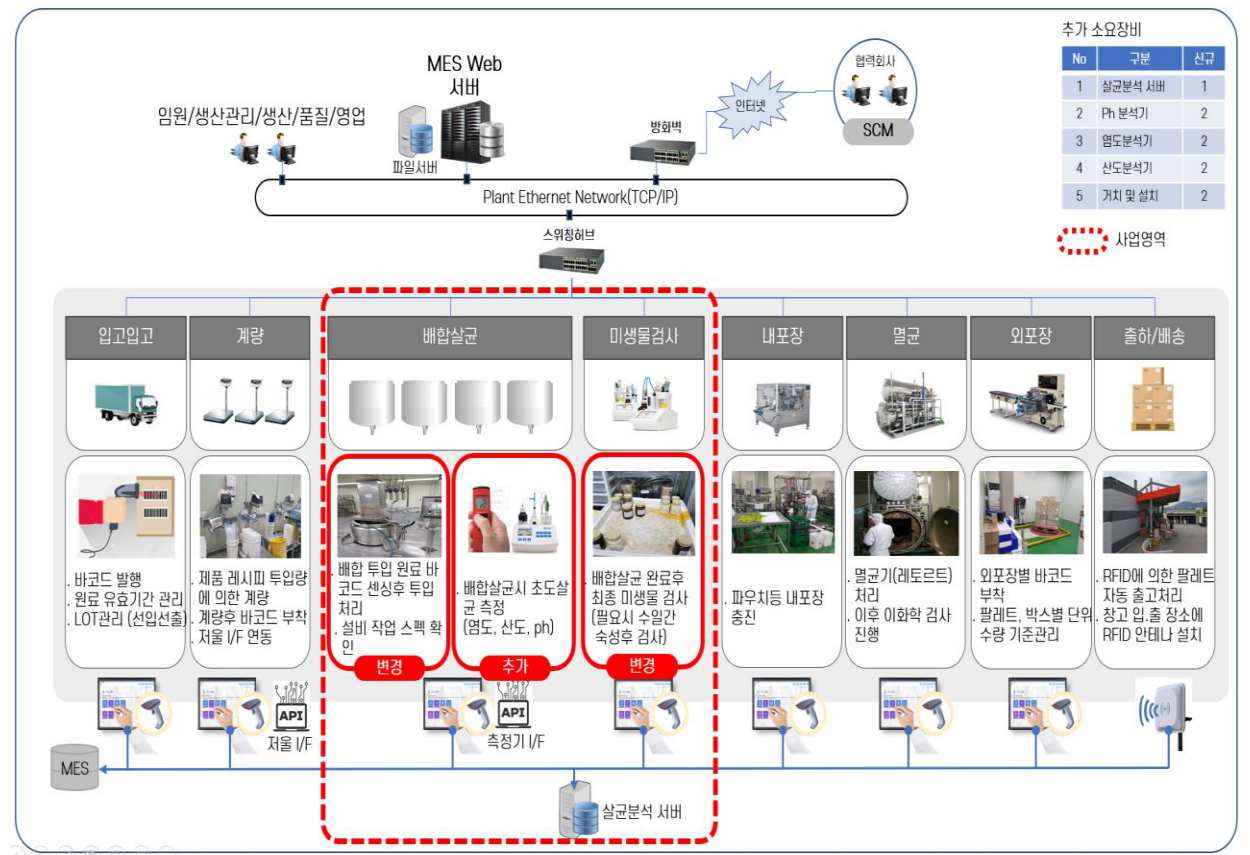 추가 소요장비
No 구분 신규
1 살균분석 서버 1
2 Ph 분석기 2
3 염도분석기 2
4 산도분석기 2
5 거치 및 설치 2
사업영역
MES Web
서버
파일서버
임원/생산관리/생산/품질/영업
방화벽
인터넷
협력회사
SCM
Plant Ethernet Network(TCP/IP)
스위칭허브
입고입고
계량
배합살균
미생물검사
내포장
멸균
외포장
출하/배송
. 바코드 발행
. 원료 유효기간 관리
. LOT관리 (선입선출)
. 제품 레시피 투입량
에 의한 계량
. 계량후 바코드 부착
. 저울 I/F 연동
. 배합 투입 원료 바
코드 센싱후 투입
처리
. 설비 작업 스펙 확
인
변경
. 배합살균시 초도살
균 측정
(염도, 산도, ph)
추가
. 배합살균 완료후
최종 미생물 검사
(필요시 수일간
숙성후 검사)
변경
. 파우치등 내포장
충진
. 멸균기(레토르트)
처리
. 이후 이화학 검사
진행
. 외포장별 바코드
부착
. 팔레트, 박스별 단위
수량 기준관리
. RFID에 의한 팔레트
자동 출고처리
. 창고 입.출 장소에
RFID 안테나 설치
API
저울 I/F
API
측정기 I/F
MES
살균분석 서버